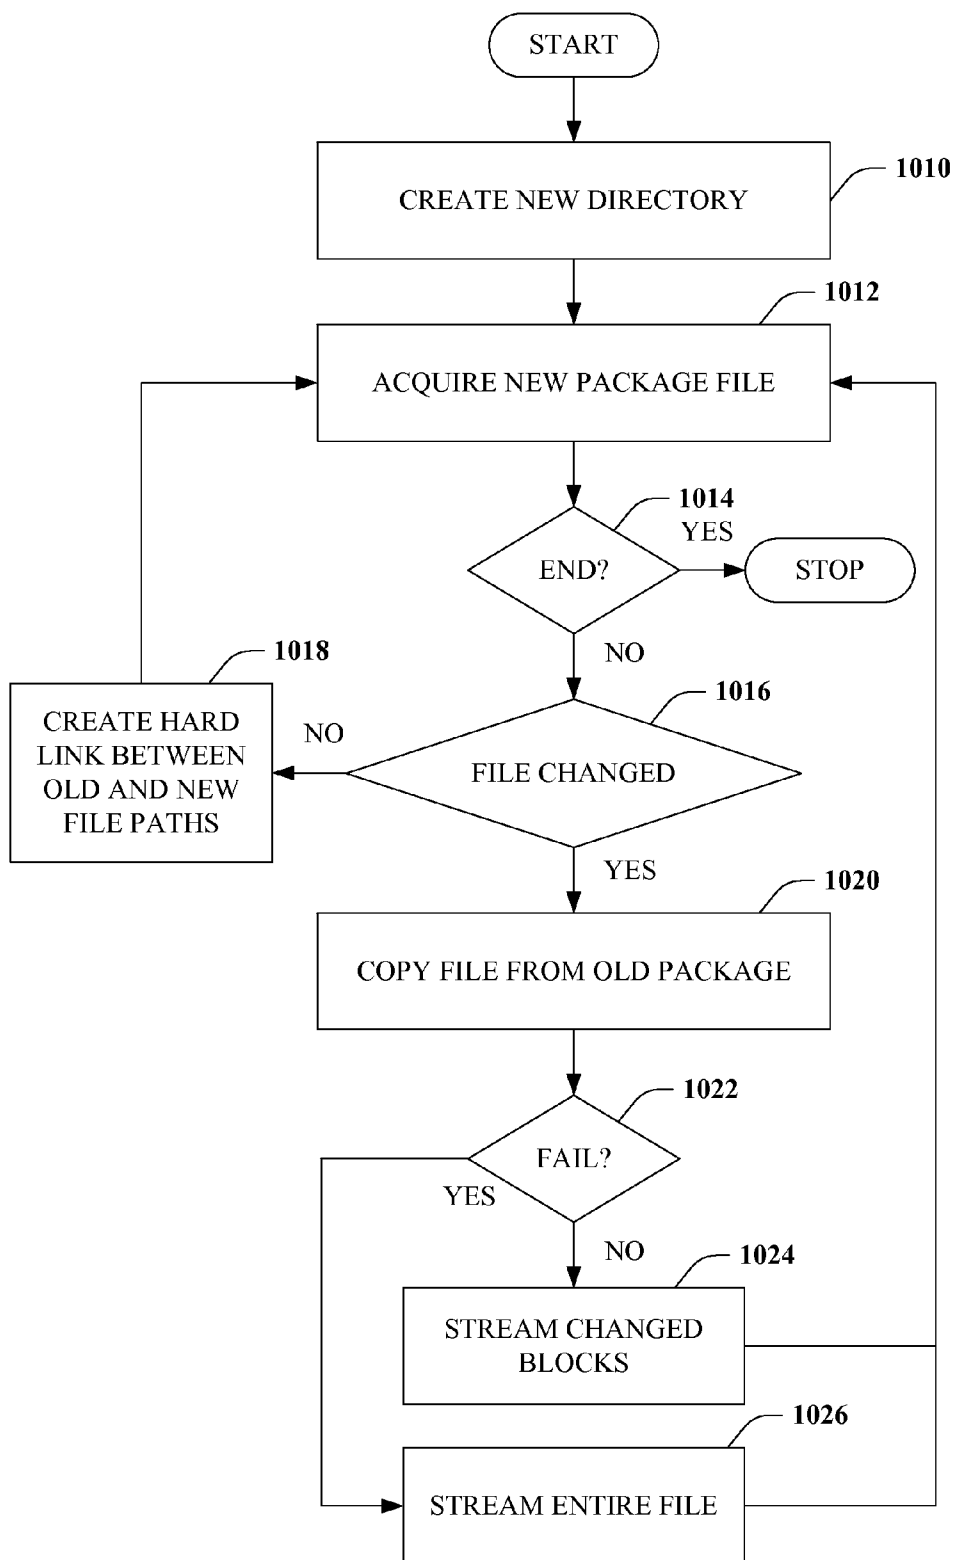 START
CREATE NEW DIRECTORY
1010
1012
ACQUIRE NEW PACKAGE FILE
1014
YES
END?
STOP
NO
1018
1016
CREATE HARD
LINK BETWEEN
OLD AND NEW
FILE PATHS
NO
FILE CHANGED
YES
1020
COPY FILE FROM OLD PACKAGE
1022
FAIL?
YES
NO
1024
STREAM CHANGED
BLOCKS
1026
STREAM ENTIRE FILE